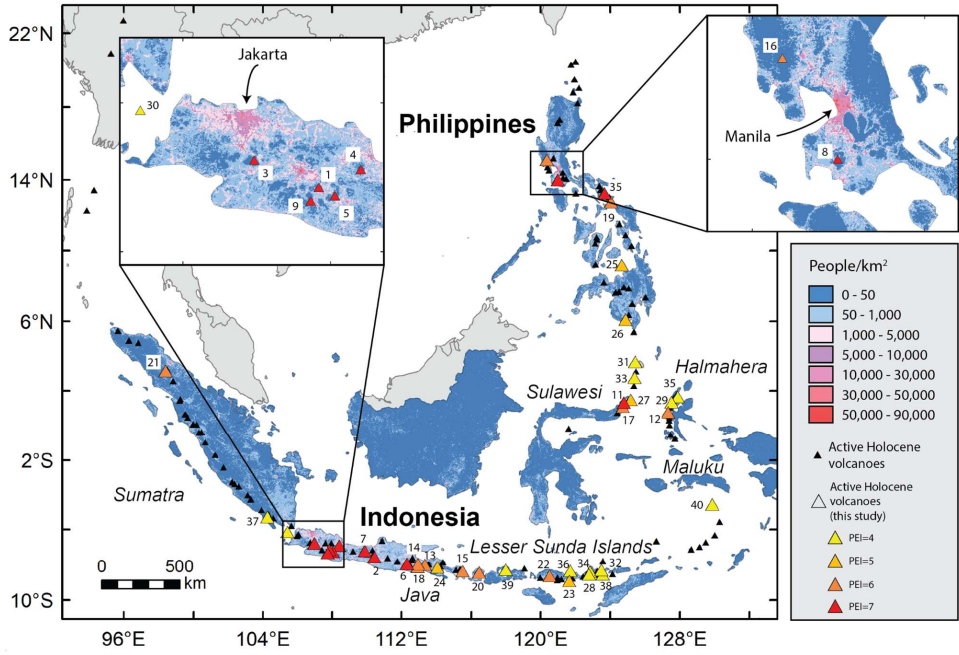 22°N
14°N
6°N
2°S
10°S
96°E
104°E
112°E
120°E
128°E
Jakarta
30
3
4
1
9
5
16
Manila
8
Philippines
35
19
25
26
31
33
11
27
17
Sulawesi
Halmahera
35
29
12
Maluku
40
21
Sumatra
37
Indonesia
7
2
14
6
18
13
24
Java
15
20
Lesser Sunda Islands
39
22
36
23
34
28
32
38
0
500
km
People/km²
0 - 50
50 - 1,000
1,000 - 5,000
5,000 - 10,000
10,000 - 30,000
30,000 - 50,000
50,000 - 90,000
Active Holocene
volcanoes
Active Holocene
volcanoes
(this study)
PEI=4
PEI=5
PEI=6
PEI=7